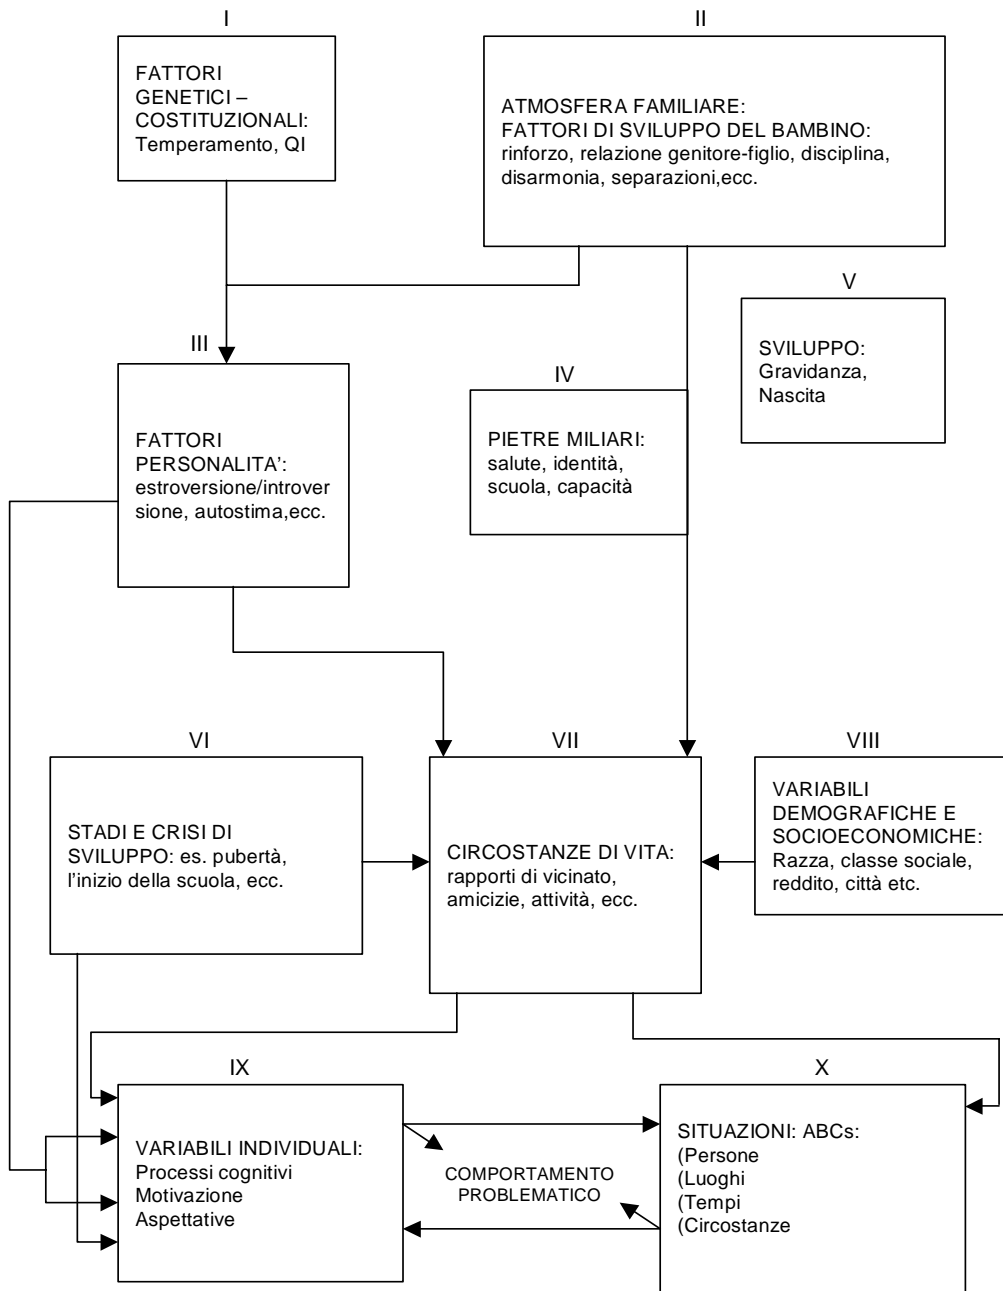 I
FATTORI
GENETICI –
COSTITUZIONALI:
Temperamento, QI
II
ATMOSFERA FAMILIARE:
FATTORI DI SVILUPPO DEL BAMBINO:
rinforzo, relazione genitore-figlio, disciplina,
disarmonia, separazioni,ecc.
III
FATTORI
PERSONALITA’:
estroversione/introver
sione, autostima,ecc.
IV
PIETRE MILIARI:
salute, identità,
scuola, capacità
V
SVILUPPO:
Gravidanza,
Nascita
VI
STADI E CRISI DI
SVILUPPO: es. pubertà,
l’inizio della scuola, ecc.
VII
CIRCOSTANZE DI VITA:
rapporti di vicinato,
amicizie, attività, ecc.
VIII
VARIABILI
DEMOGRAFICHE E
SOCIOECONOMICHE:
Razza, classe sociale,
reddito, città etc.
IX
VARIABILI INDIVIDUALI:
Processi cognitivi
Motivazione
Aspettative
COMPORTAMENTO
PROBLEMATICO
X
SITUAZIONI: ABCs:
(Persone
(Luoghi
(Tempi
(Circostanze